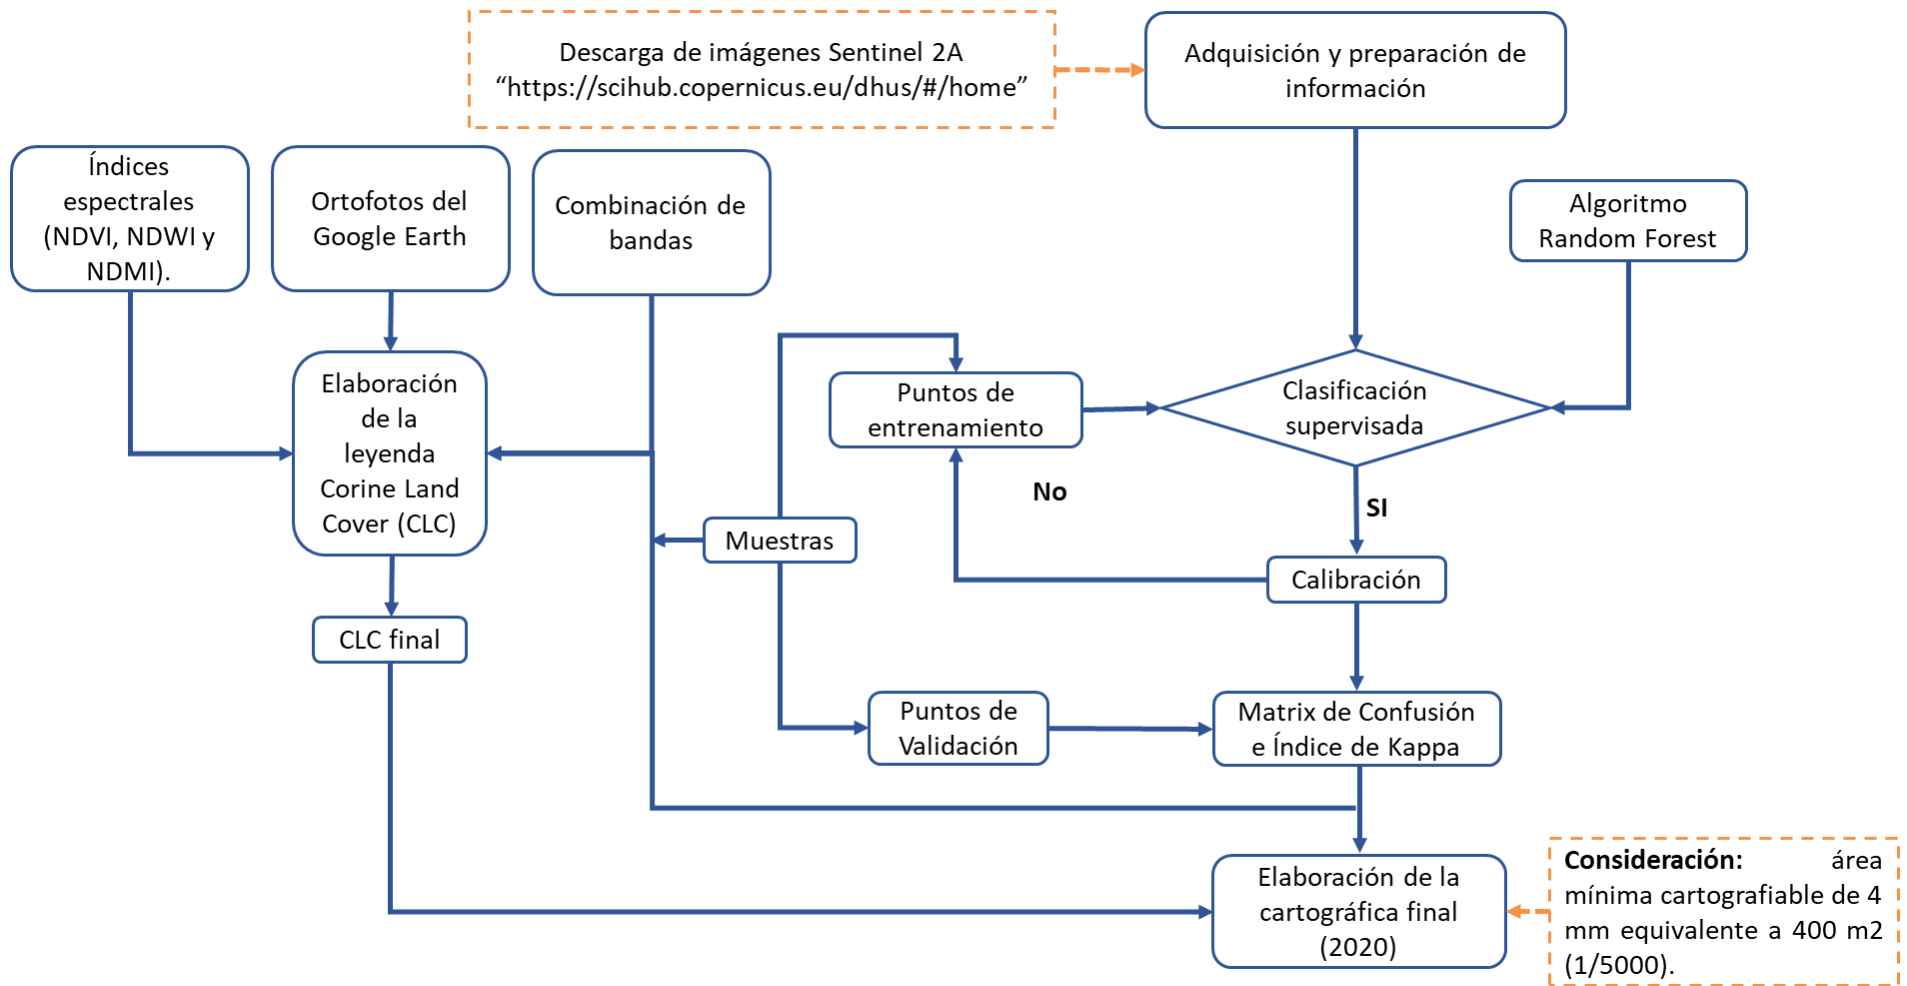 Descarga de imágenes Sentinel 2A
“https://scihub.copernicus.eu/dhus/#/home”
Adquisición y preparación de
información
Índices
espectrales
(NDVI, NDWI y
NDMI).
Ortofotos del
Google Earth
Combinación de
bandas
Algoritmo
Random Forest
Elaboración
de la
leyenda
Corine Land
Cover (CLC)
Puntos de
entrenamiento
Clasificación
supervisada
No
SI
Muestras
Calibración
CLC final
Puntos de
Validación
Matrix de Confusión
e Índice de Kappa
Elaboración de la
cartográfica final
(2020)
Consideración: área
mínima cartografiable de 4
mm equivalente a 400 m2
(1/5000).